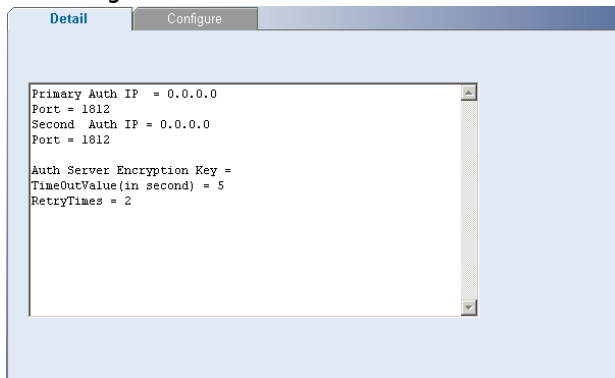 Detail
Configure
Primary Auth IP  = 0.0.0.0
Port = 1812
Second  Auth IP = 0.0.0.0
Port = 1812
Auth Server Encryption Key =
TimeOutValue(in second) = 5
RetryTimes = 2